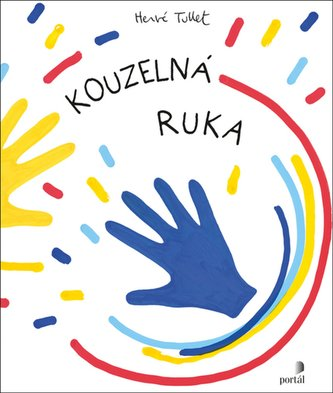 Hervé Tullet
KOUZELNÁ
RUKA
portál